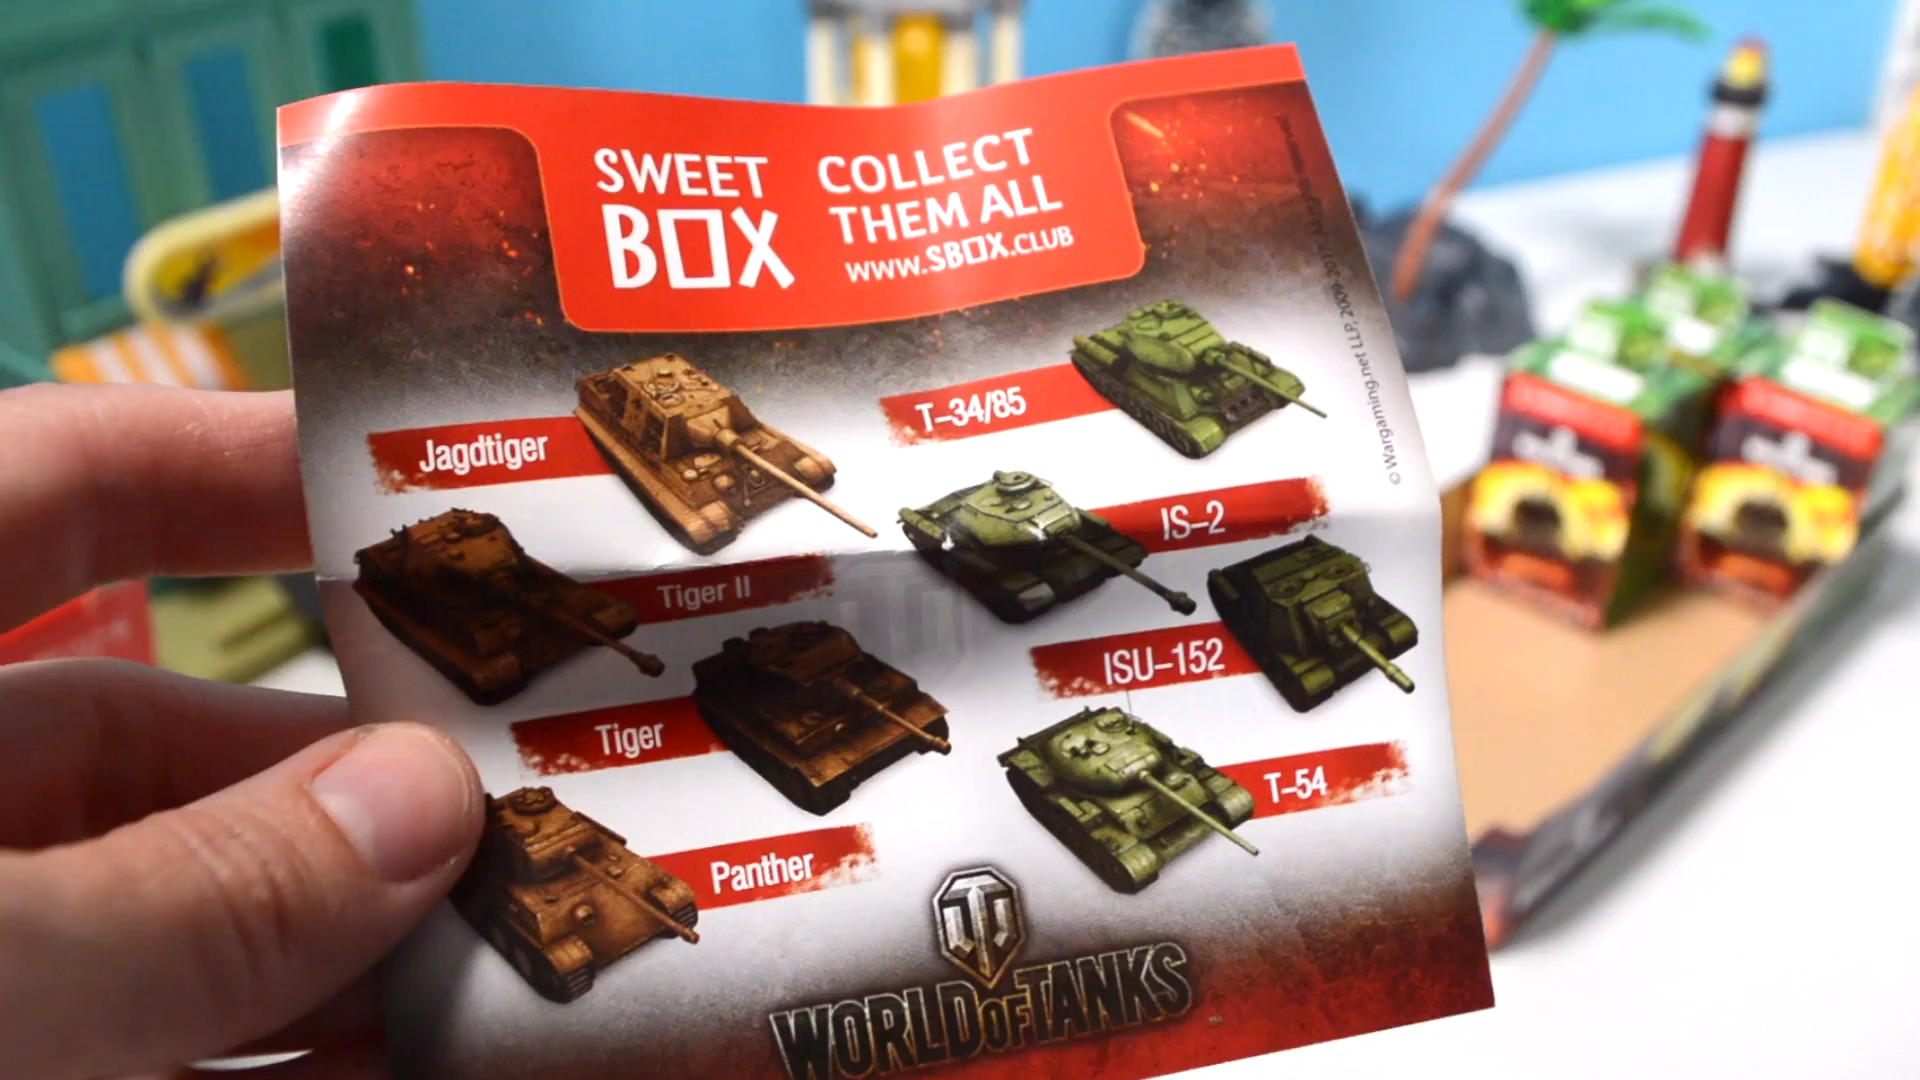 SWEET
BOX
COLLECT
THEM ALL
WWW.SBOX.CLUB
Jagdtiger
T-34/85
IS-2
Tiger II
ISU-152
Tiger
T-54
Panther
WORLD OF TANKS
© Wargaming.net LLP, 2009-201